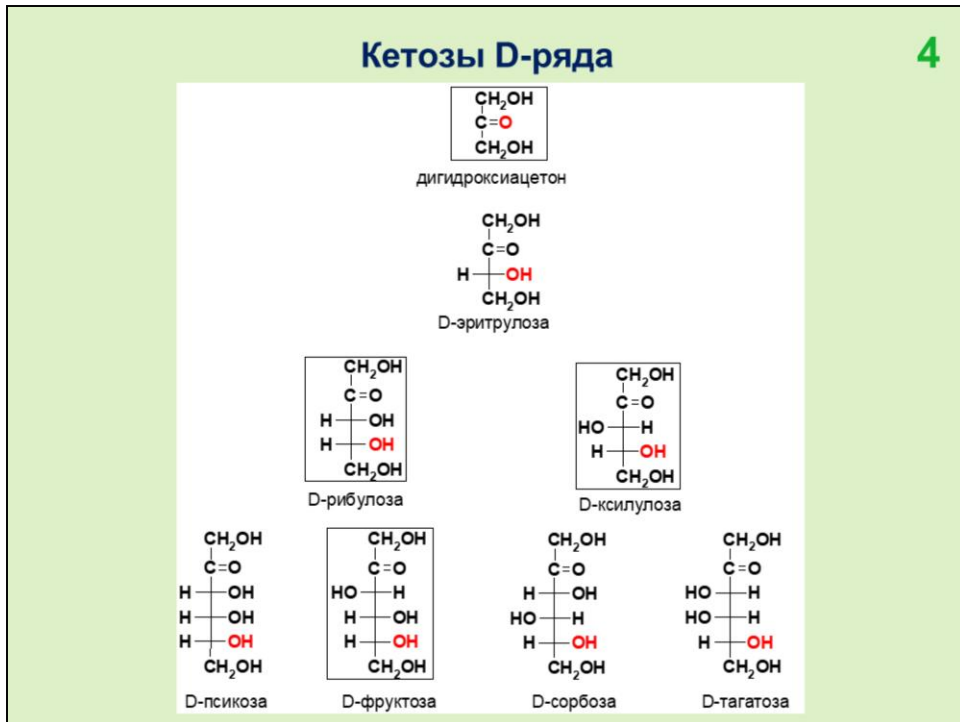 Кетозы D-ряда
4
CH2OH
C=O
CH2OH
дигидроксиацетон
CH2OH
C=O
H OH
CH2OH
D-эритрулоза
CH2OH
C=O
H OH
H OH
CH2OH
D-рибулоза
CH2OH
C=O
HO H
H OH
CH2OH
D-ксилулоза
CH2OH
C=O
H OH
H OH
H OH
CH2OH
D-псикоза
CH2OH
C=O
HO H
H OH
H OH
CH2OH
D-фруктоза
CH2OH
C=O
H OH
HO H
H OH
CH2OH
D-сорбоза
CH2OH
C=O
HO H
HO H
H OH
CH2OH
D-тагатоза